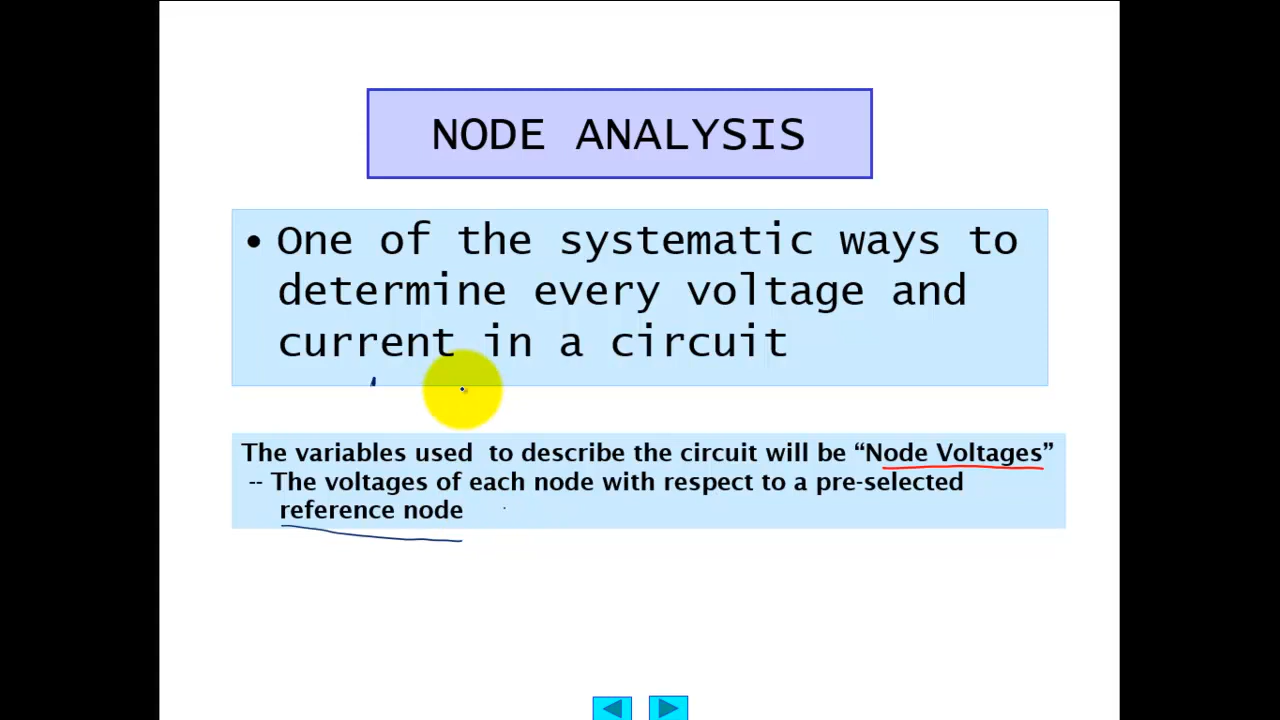 NODE ANALYSIS
• One of the systematic ways to
determine every voltage and
current in a circuit
The variables used to describe the circuit will be “Node Voltages”
-- The voltages of each node with respect to a pre-selected
reference node